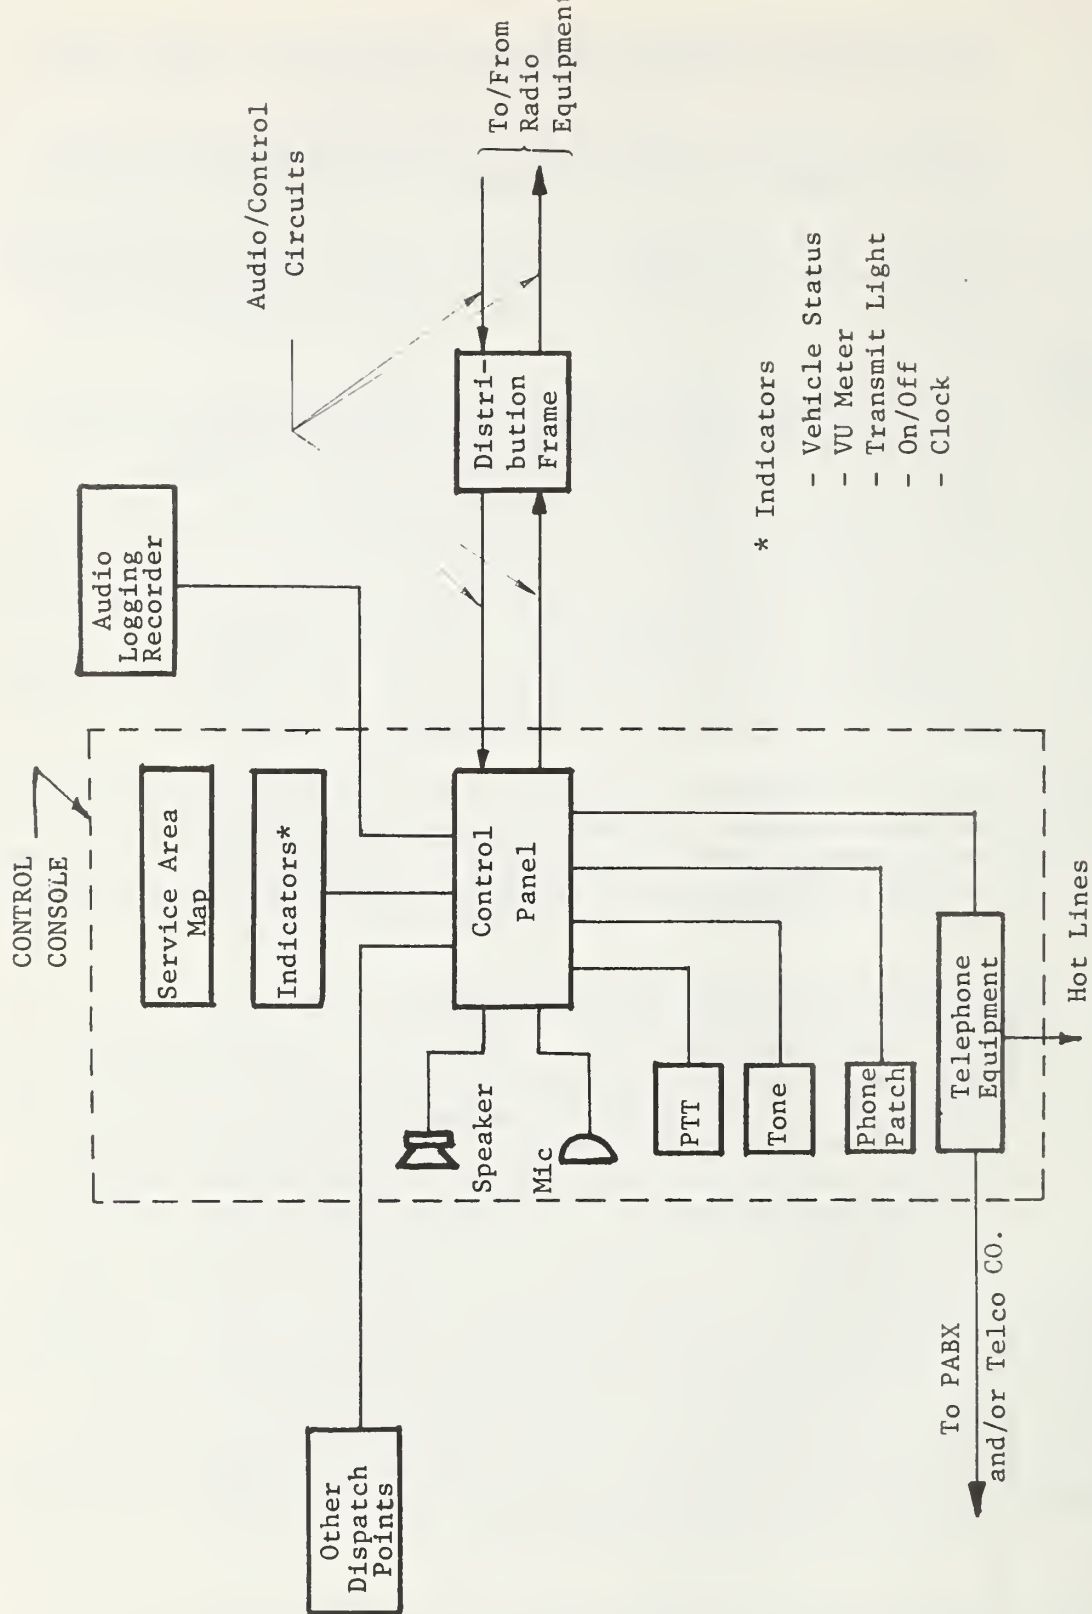 CONTROL
CONSOLE
Other
Dispatch
Points
Service Area
Map
Indicators*
Audio
Logging
Recorder
Audio/Control
Circuits
Speaker
Mic
Control
Panel
Distri-
bution
Frame
To/From
Radio
Equipment
PTT
Tone
Phone
Patch
Telephone
Equipment
To PABX
and/or Telco CO.
Hot Lines
* Indicators
- Vehicle Status
- VU Meter
- Transmit Light
- On/Off
- Clock